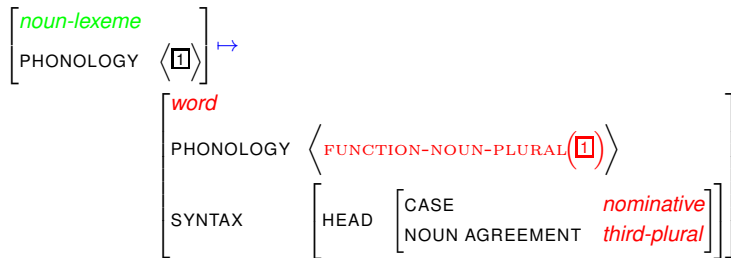 noun-lexeme
PHONOLOGY ⟨1⟩ ↦
word
PHONOLOGY ⟨FUNCTION-NOUN-PLURAL(1)⟩
CASE nominative
SYNTAX HEAD
NOUN AGREEMENT third-plural